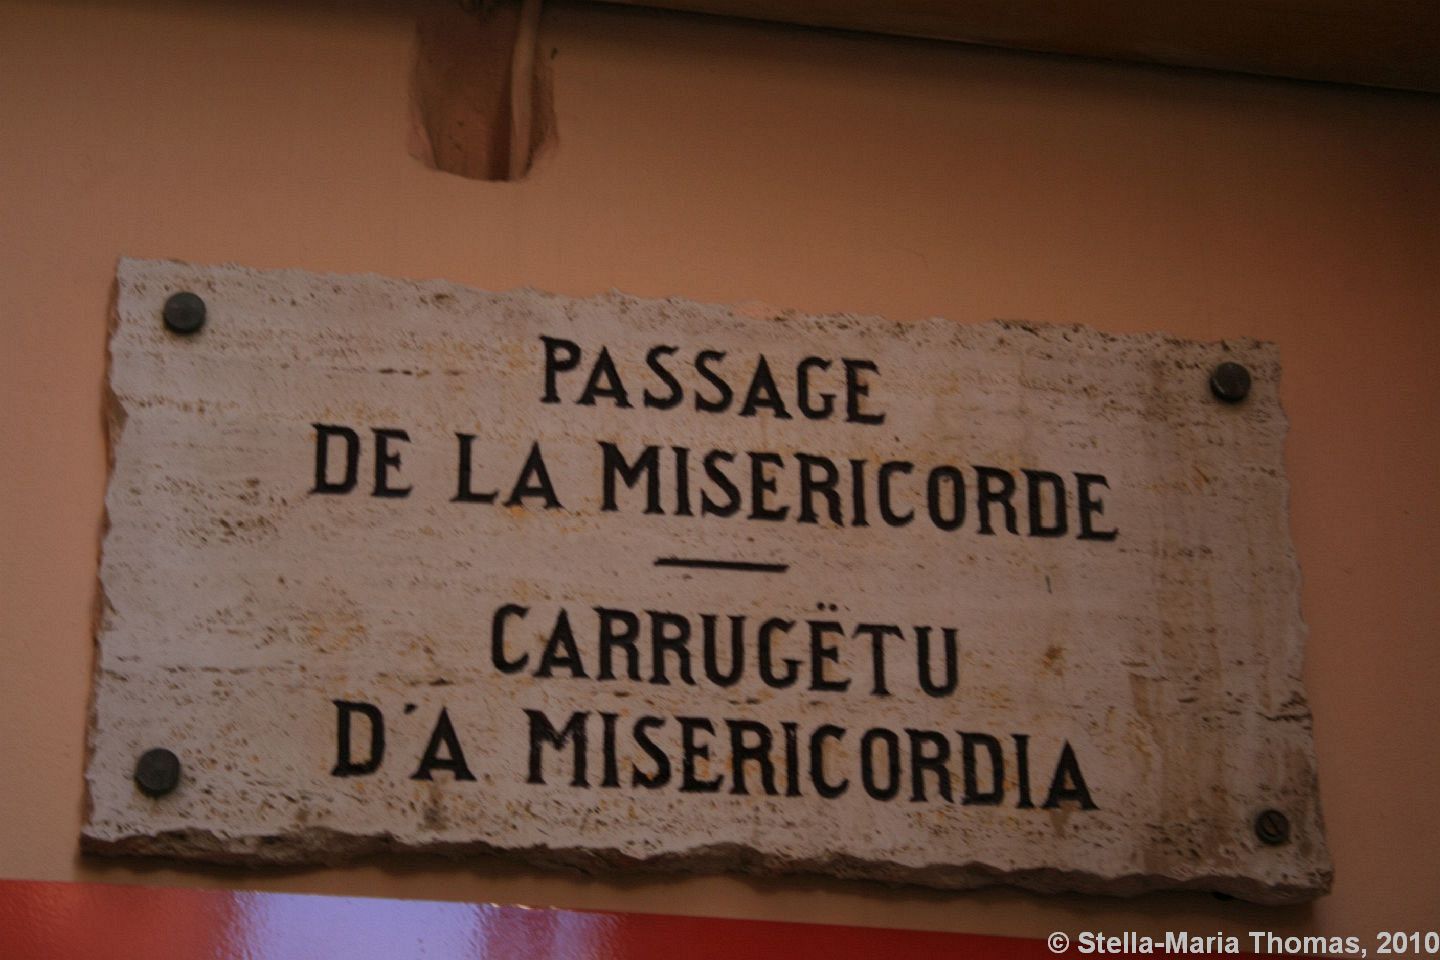 PASSAGE
DE LA MISERICORDE
—
CARRUGËTU
D'A MISERICORDIA
© Stella-Maria Thomas, 2010